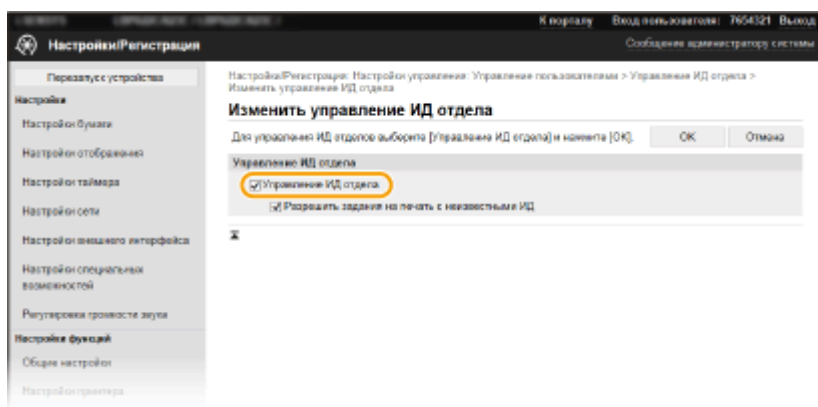 К порталу Вход пользователя: 7654321 Выход
Настройки/Регистрация
Сообщение администратору системы
Перезапуск устройства
Настройки
Настройки бумаги
Настройки отображения
Настройки таймера
Настройки сети
Настройки внешнего интерфейса
Настройки специальных
возможностей
Регулировка громкости звука
Настройки функций
Общие настройки
Настройки принтера
Настройки/Регистрация: Настройки управления: Управление пользователями > Управление ИД отдела >
Изменить управление ИД отдела
Изменить управление ИД отдела
Для управления ИД отделов выберите [Управление ИД отдела] и нажмите [OK].
OK
Отмена
Управление ИД отдела
Управление ИД отдела
Разрешить задания на печать с неизвестными ИД